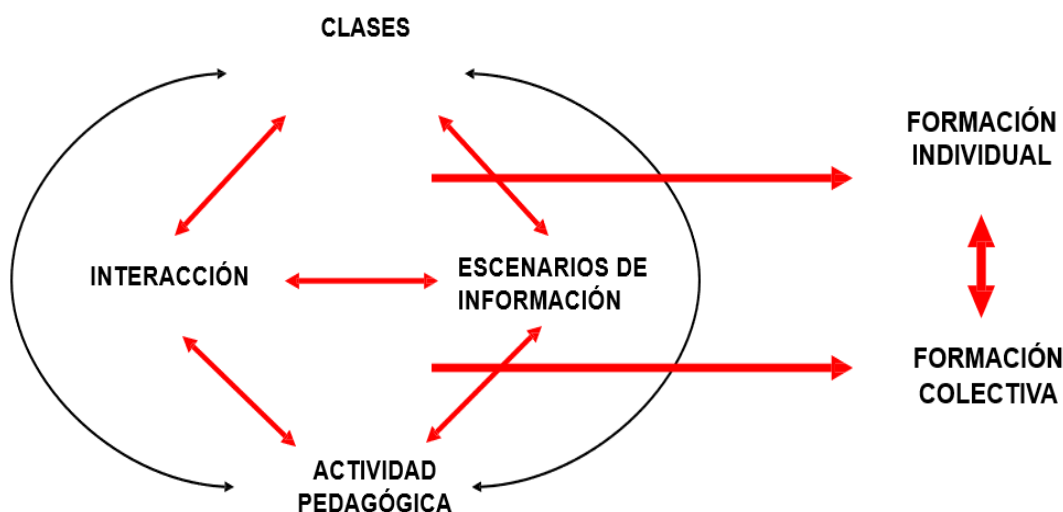 CLASES
FORMACIÓN
INDIVIDUAL
INTERACCIÓN
ESCENARIOS DE
INFORMACIÓN
FORMACIÓN
COLECTIVA
ACTIVIDAD
PEDAGÓGICA